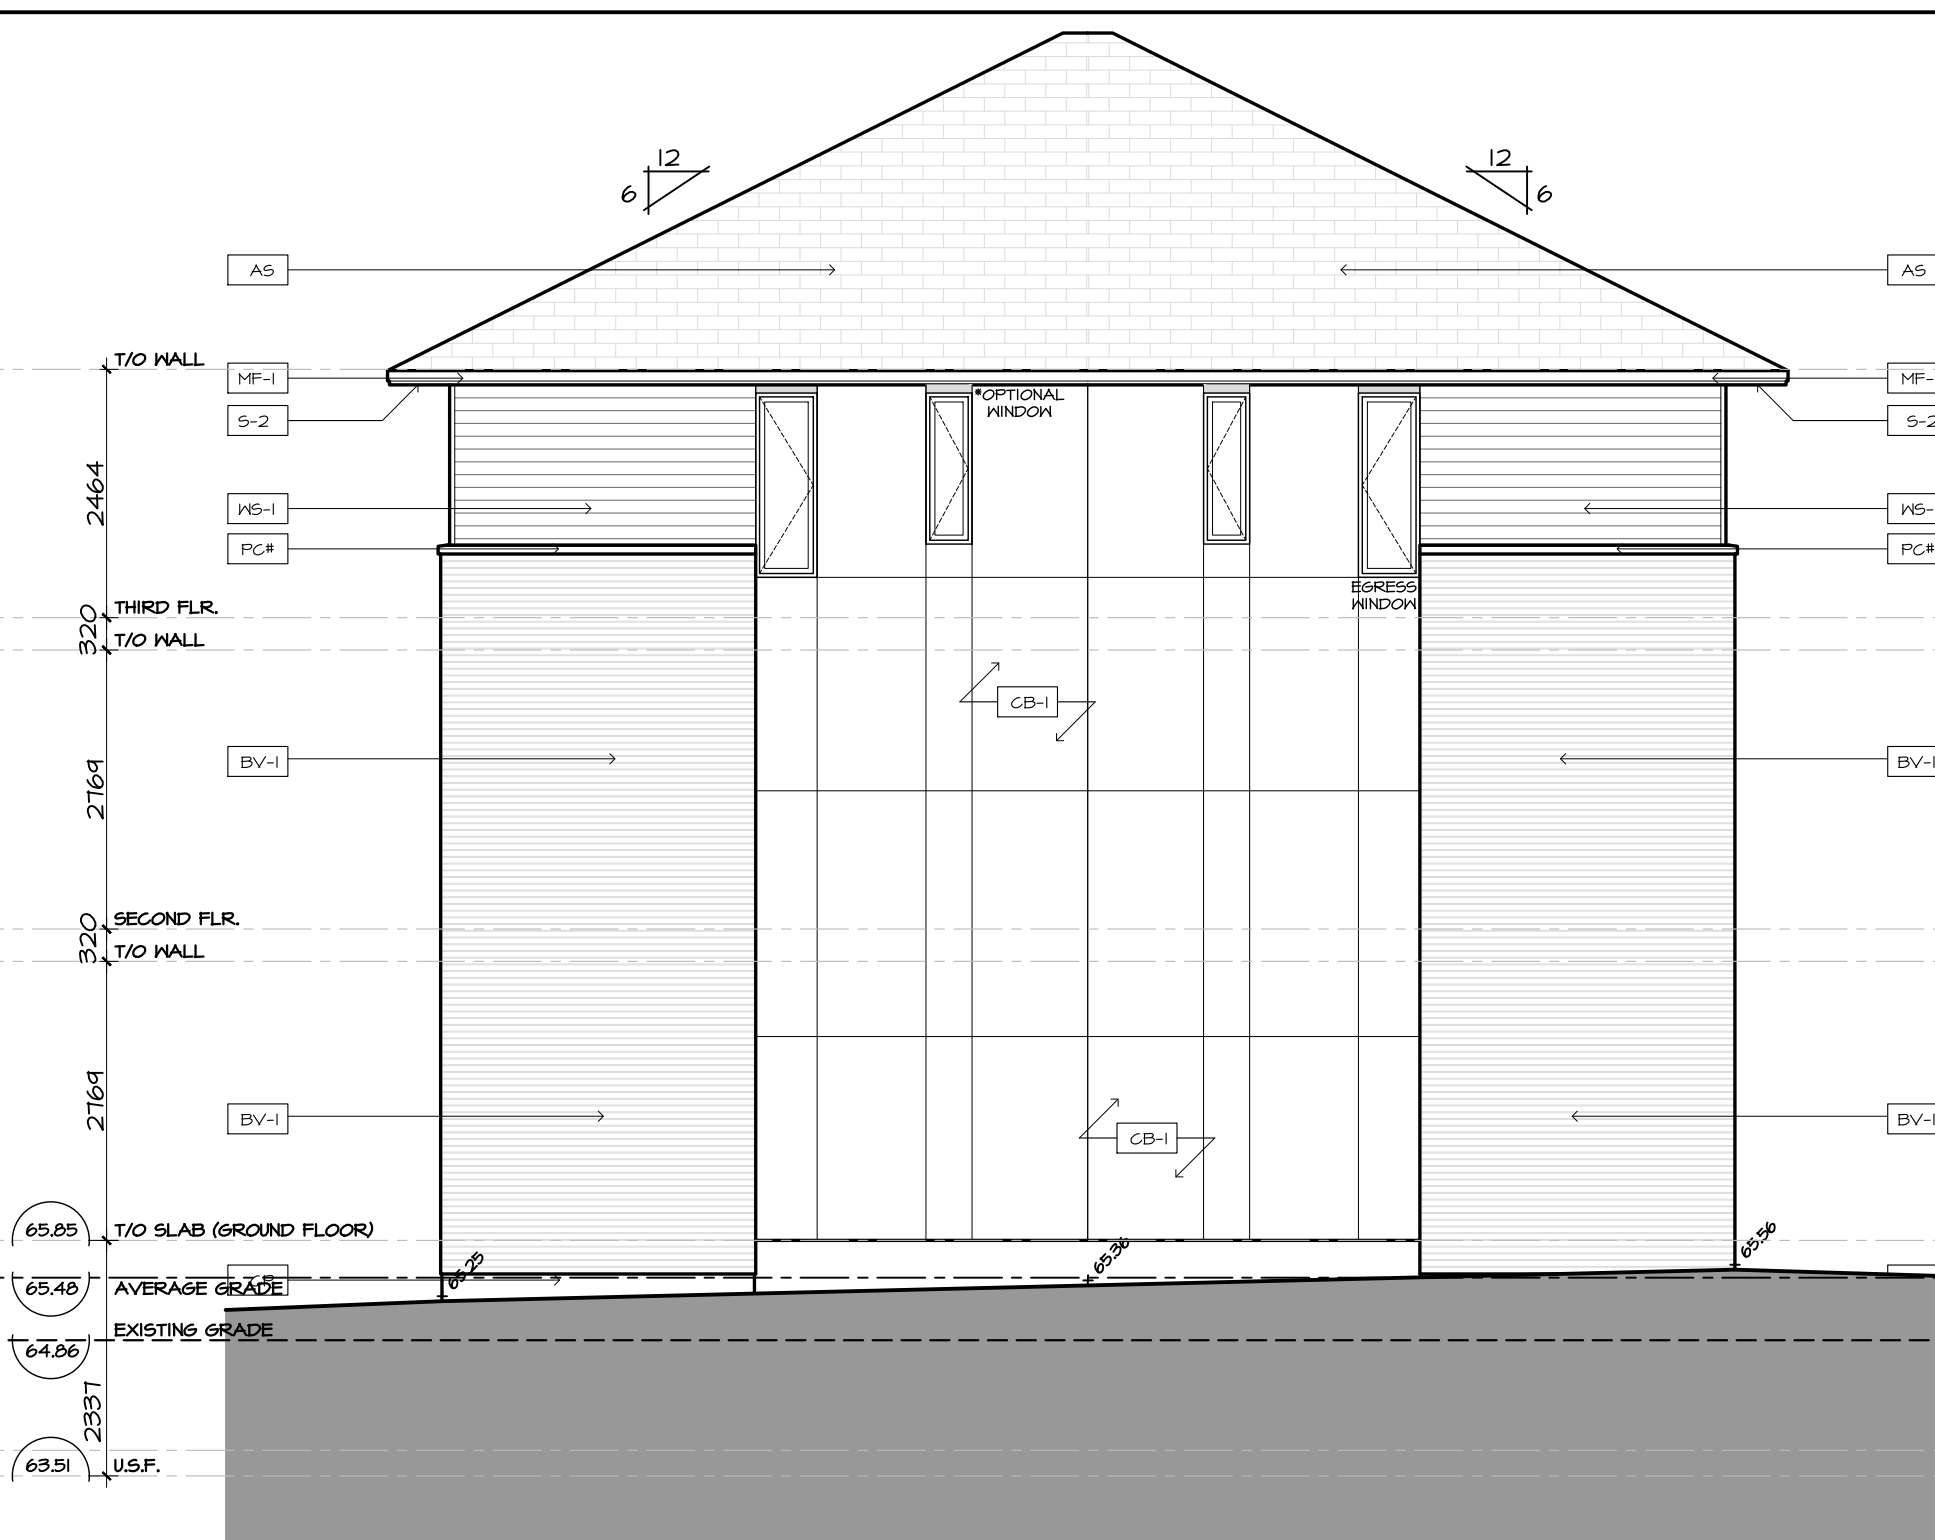 12
12
6
6
AS
AS
T/O WALL
MF-1
MF-
*OPTIONAL
WINDOW
S-2
S-2
2464
WS-1
WS-
PC#
PC#
EGRESS
WINDOW
THIRD FLR.
320
T/O WALL
CB-1
BV-1
BV-1
2769
SECOND FLR.
320
T/O WALL
2769
BV-1
BV-1
CB-1
65.85
T/O SLAB (GROUND FLOOR)
65.25
65.36
65.56
65.48
AVERAGE GRADE
EXISTING GRADE
64.86
2337
63.51
U.S.F.